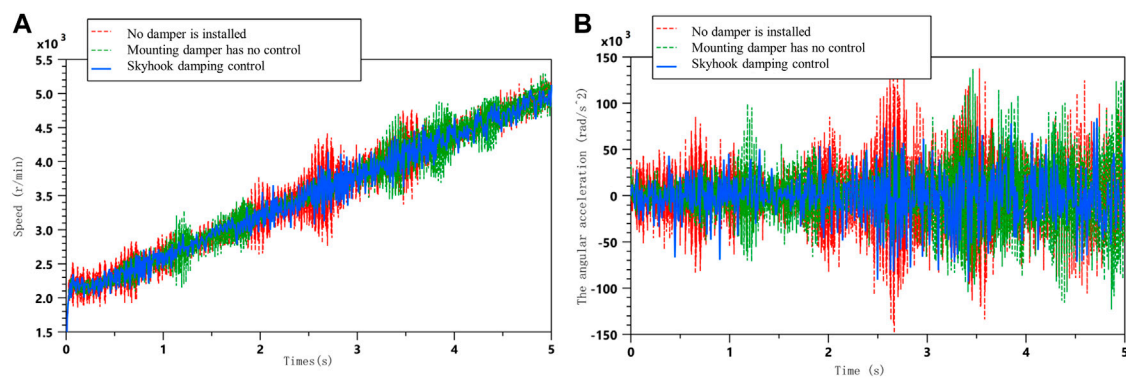 A
No damper is installed
Mounting damper has no control
Skyhook damping control
×10³
5.5
5.0
4.5
4.0
3.5
3.0
2.5
2.0
1.5
Speed (r/min)
0
1
2
3
4
5
Times(s)
B
No damper is installed
Mounting damper has no control
Skyhook damping control
×10³
150
100
50
0
-50
-100
-150
The angular acceleration (rad/s^2)
0
1
2
3
4
5
Time (s)